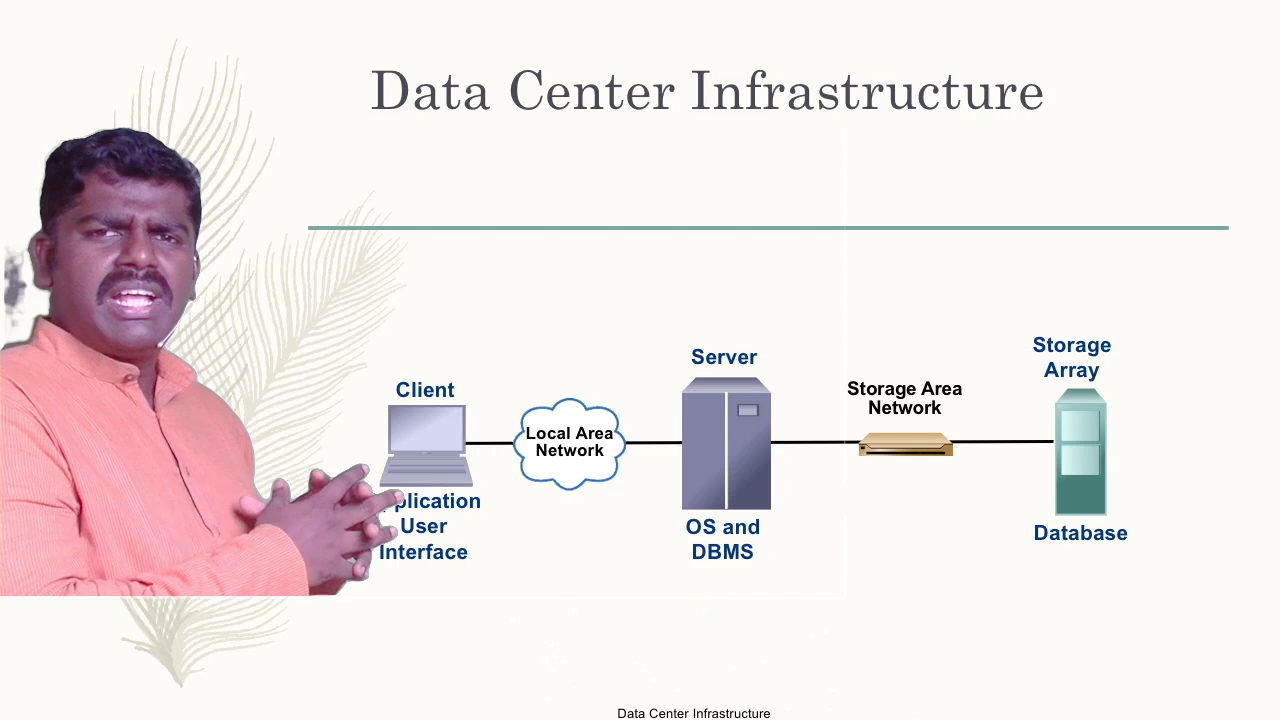 Data Center Infrastructure
Client
Local Area
Network
Server
Storage Area
Network
Storage
Array
User
Interface
OS and
DBMS
Database
Data Center Infrastructure